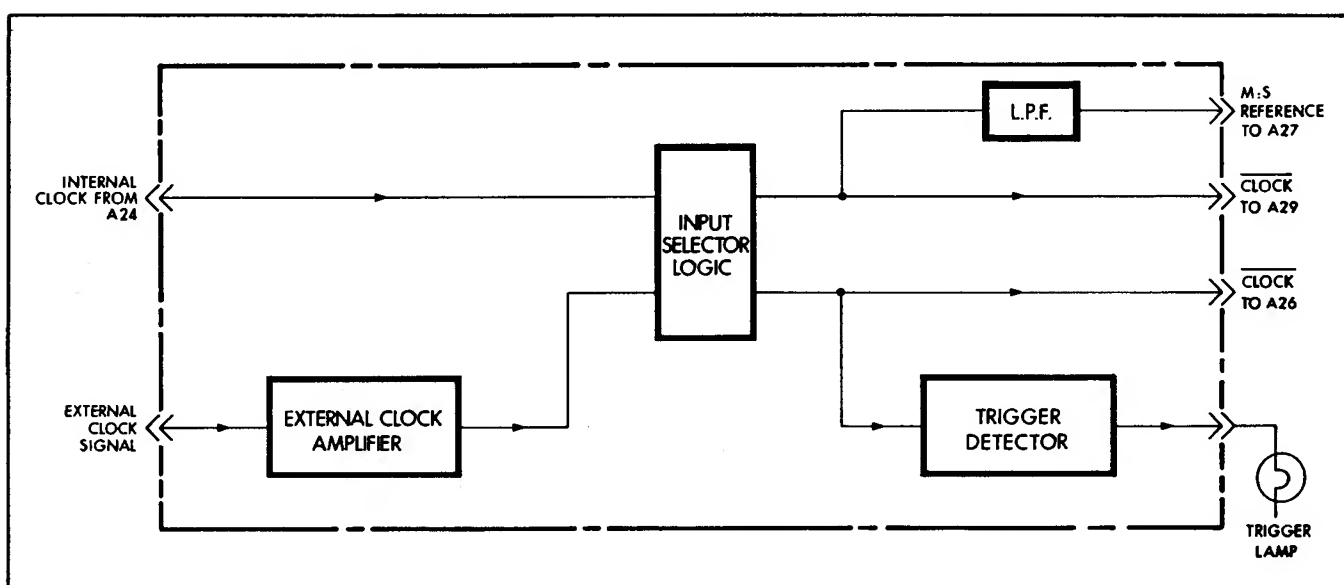 INTERNAL
CLOCK FROM
A24
EXTERNAL
CLOCK
SIGNAL
EXTERNAL CLOCK
AMPLIFIER
INPUT
SELECTOR
LOGIC
L.P.F.
M:S
REFERENCE
TO A27
CLOCK
TO A29
CLOCK
TO A26
TRIGGER
DETECTOR
TRIGGER
LAMP